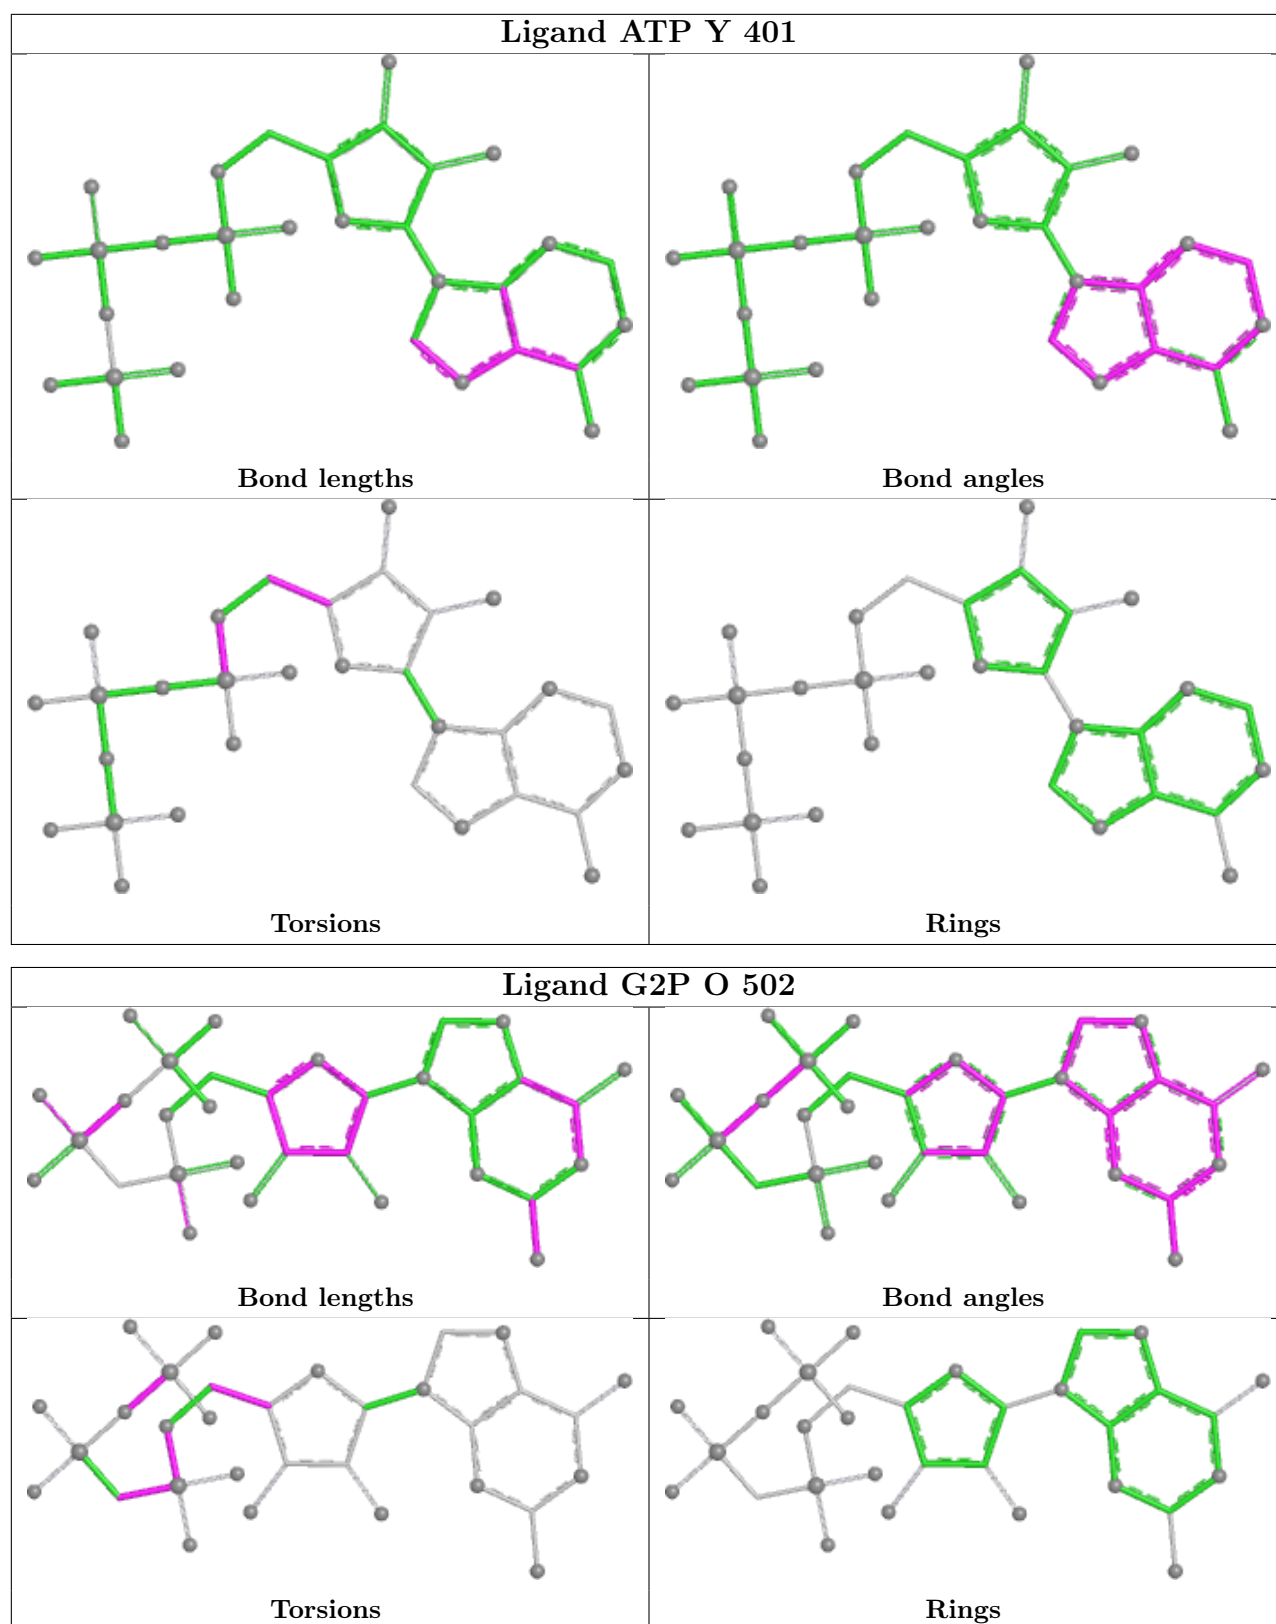 Ligand ATP Y 401
Bond lengths
Bond angles
Torsions
Rings
Ligand G2P O 502
Bond lengths
Bond angles
Torsions
Rings